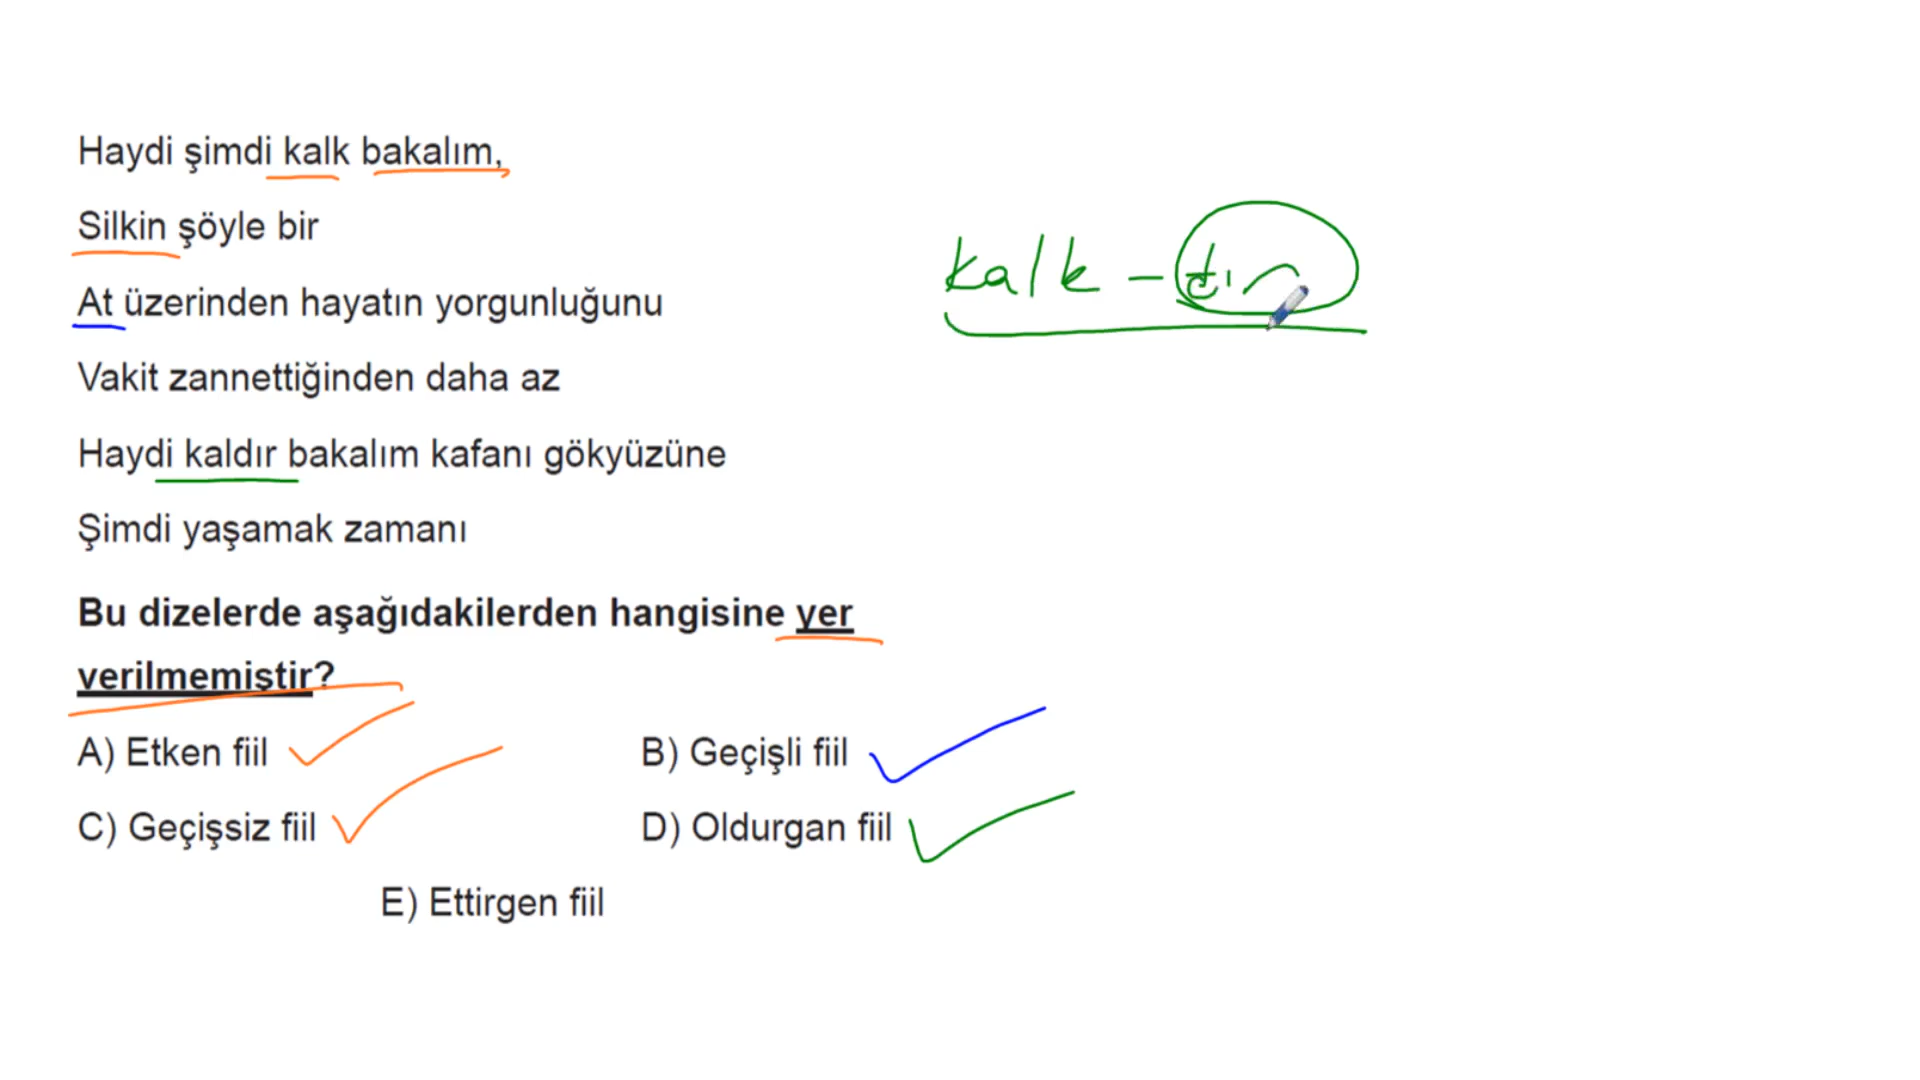 Haydi şimdi kalk bakalım,
Silkin şöyle bir
At üzerinden hayatın yorgunluğunu
Vakit zannettiğinden daha az
Haydi kaldır bakalım kafanı gökyüzüne
Şimdi yaşamak zamanı
kalk - tır
Bu dizelerde aşağıdakilerden hangisine yer
verilmemiştir?
A) Etken fiil
B) Geçişli fiil
C) Geçişsiz fiil
D) Oldurgan fiil
E) Ettirgen fiil